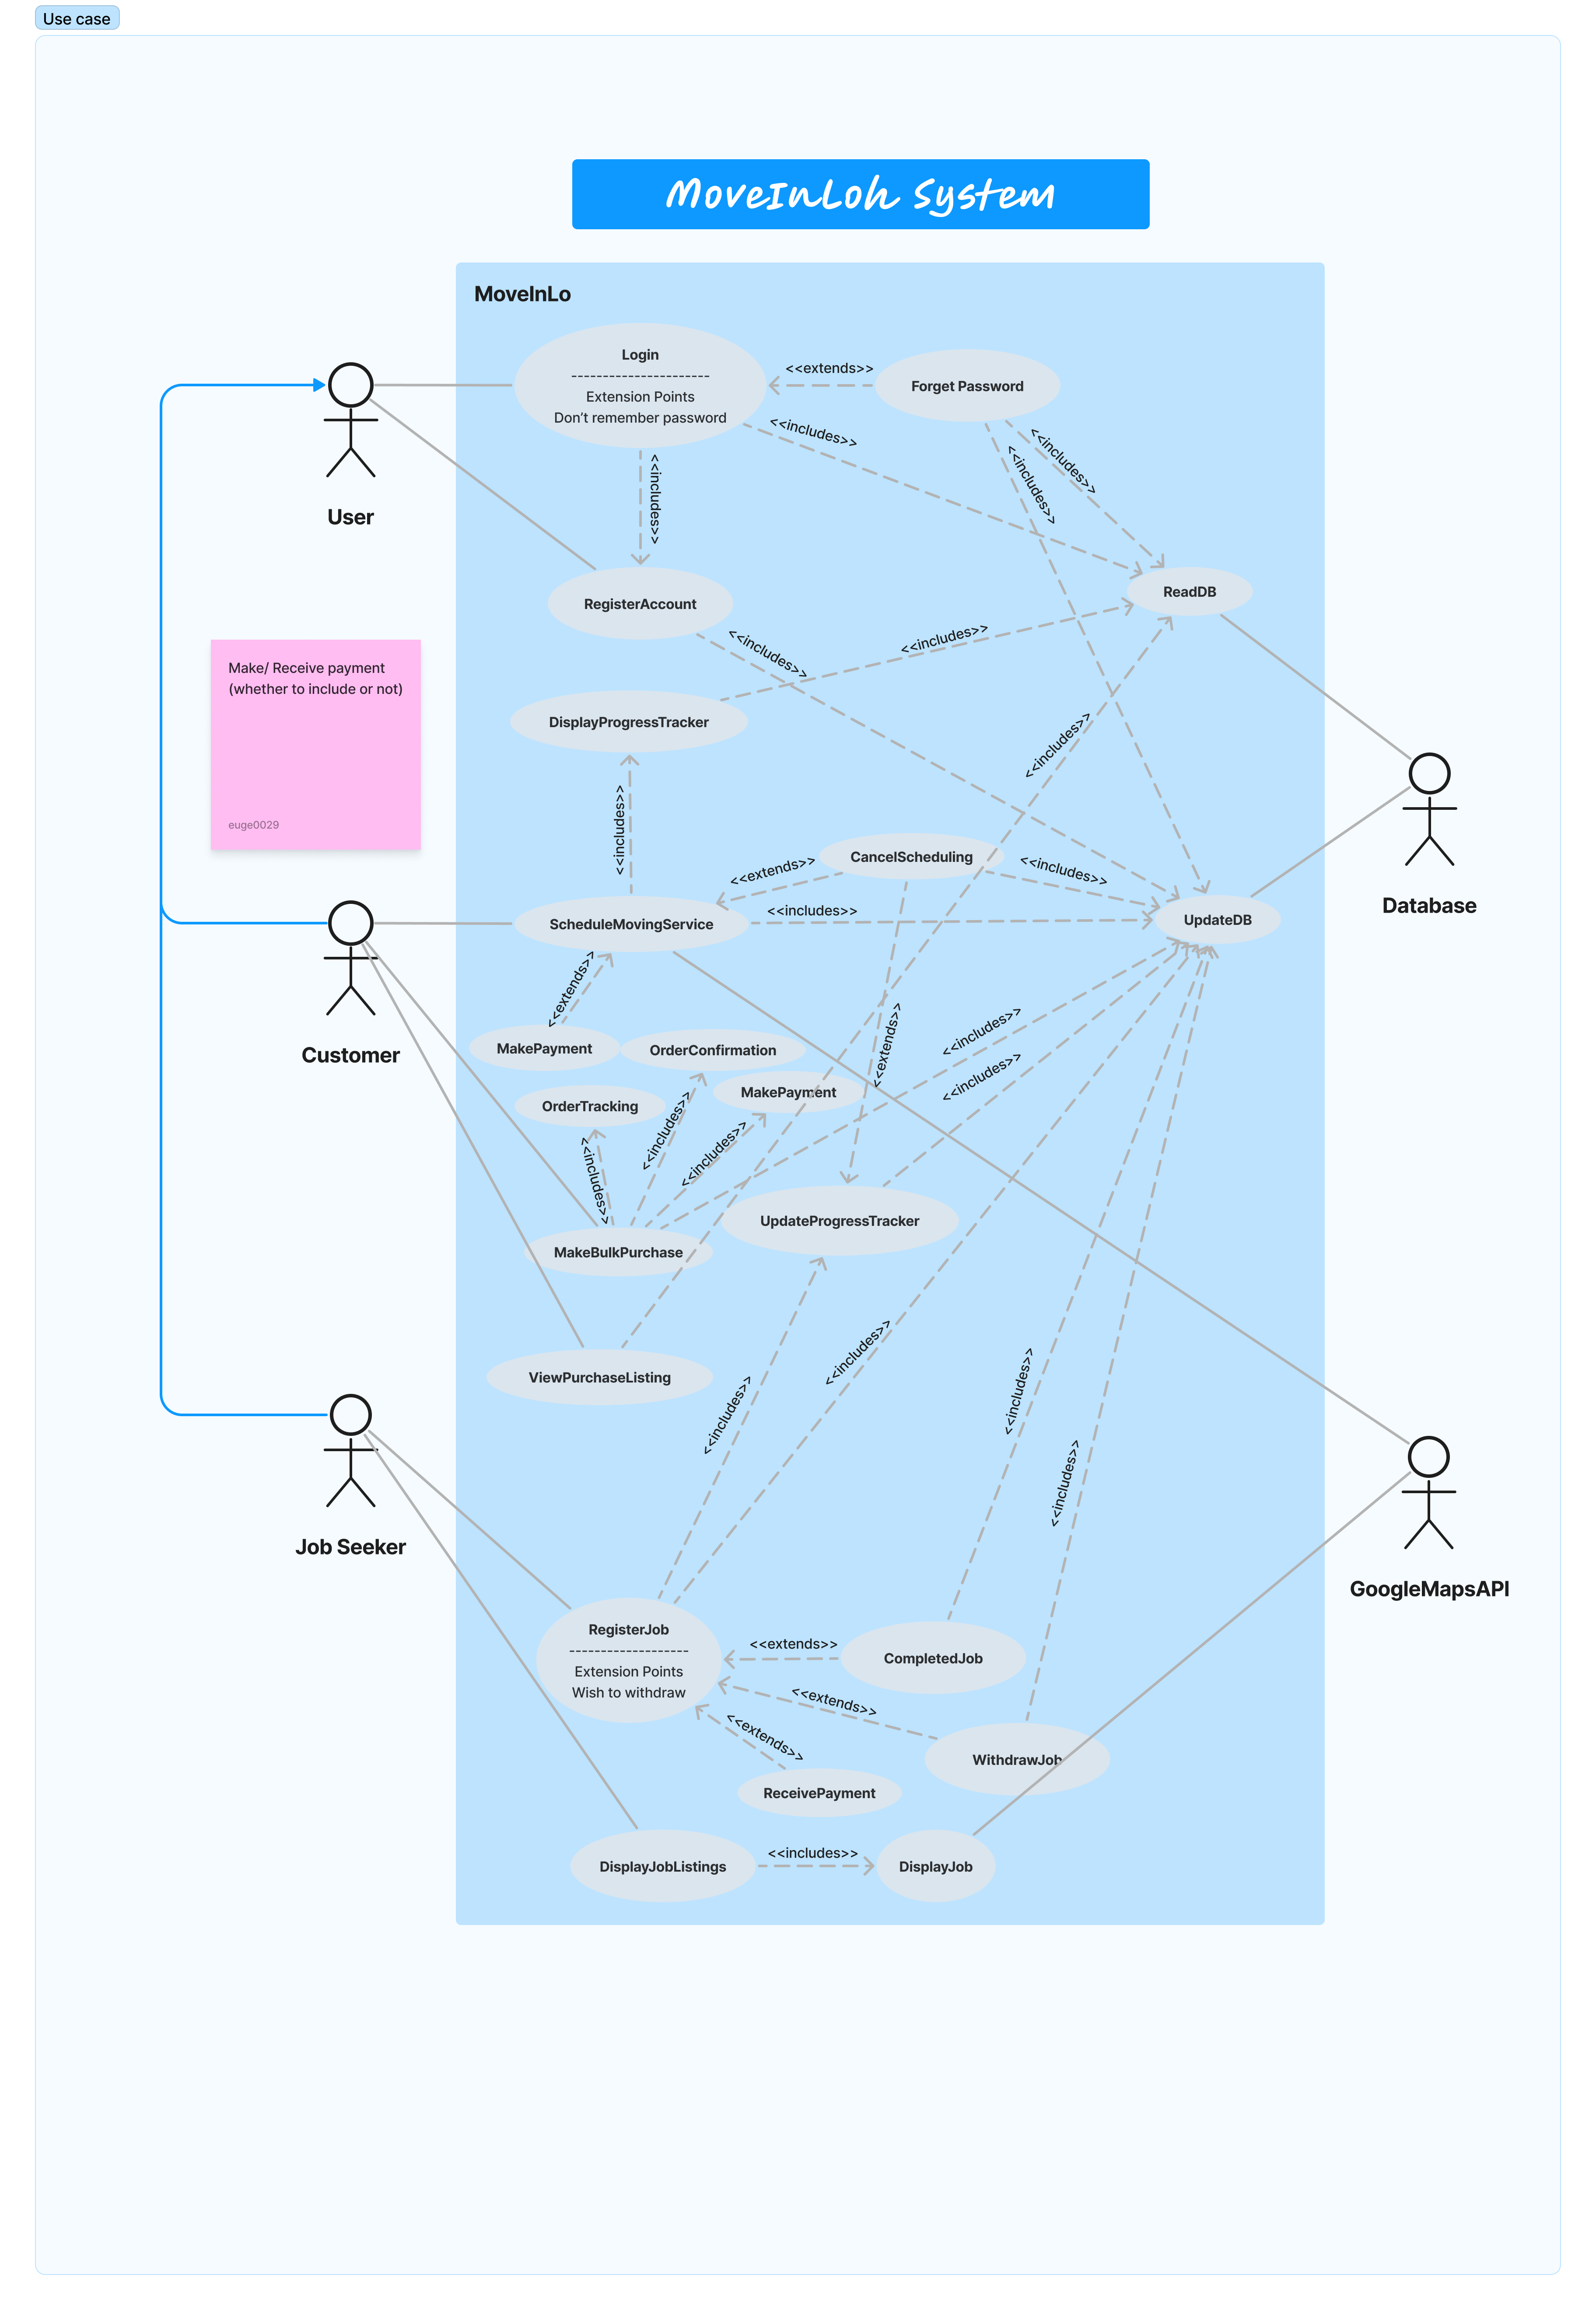 Use case
MoveInLoh System
MoveInLo
Login
----------------------
Extension Points
Don't remember password
<<extends>>
Forget Password
<<includes>>
<<includes>>
<<includes>>
<<includes>>
User
RegisterAccount
ReadDB
<<includes>>
<<includes>>
Make/ Receive payment
(whether to include or not)
euge0029
DisplayProgressTracker
<<includes>>
<<includes>>
CancelScheduling
<<extends>>
<<includes>>
<<includes>>
ScheduleMovingService
UpdateDB
Database
Customer
<<extends>>
MakePayment
OrderConfirmation
<<extends>>
<<includes>>
<<includes>>
MakePayment
OrderTracking
<<includes>>
<<includes>>
<<includes>>
UpdateProgressTracker
MakeBulkPurchase
ViewPurchaseListing
<<includes>>
<<includes>>
<<includes>>
<<includes>>
Job Seeker
GoogleMapsAPI
RegisterJob
-------------------
Extension Points
Wish to withdraw
<<extends>>
CompletedJob
<<extends>>
<<extends>>
WithdrawJob
ReceivePayment
DisplayJobListings
<<includes>>
DisplayJob